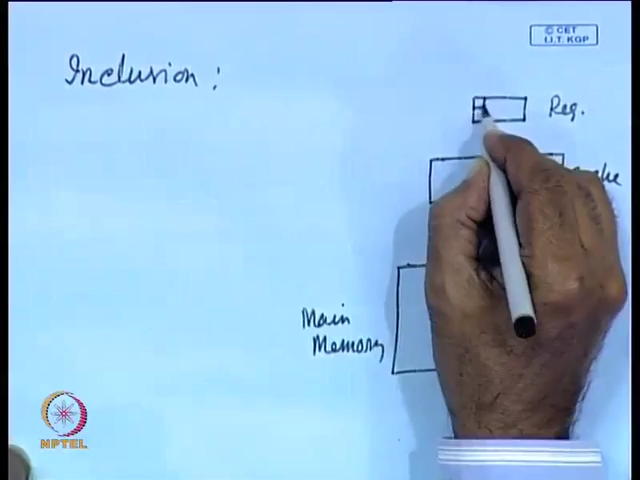 © CET
I.I.T. KGP
Inclusion :
Reg.
Main
Memory
NPTEL